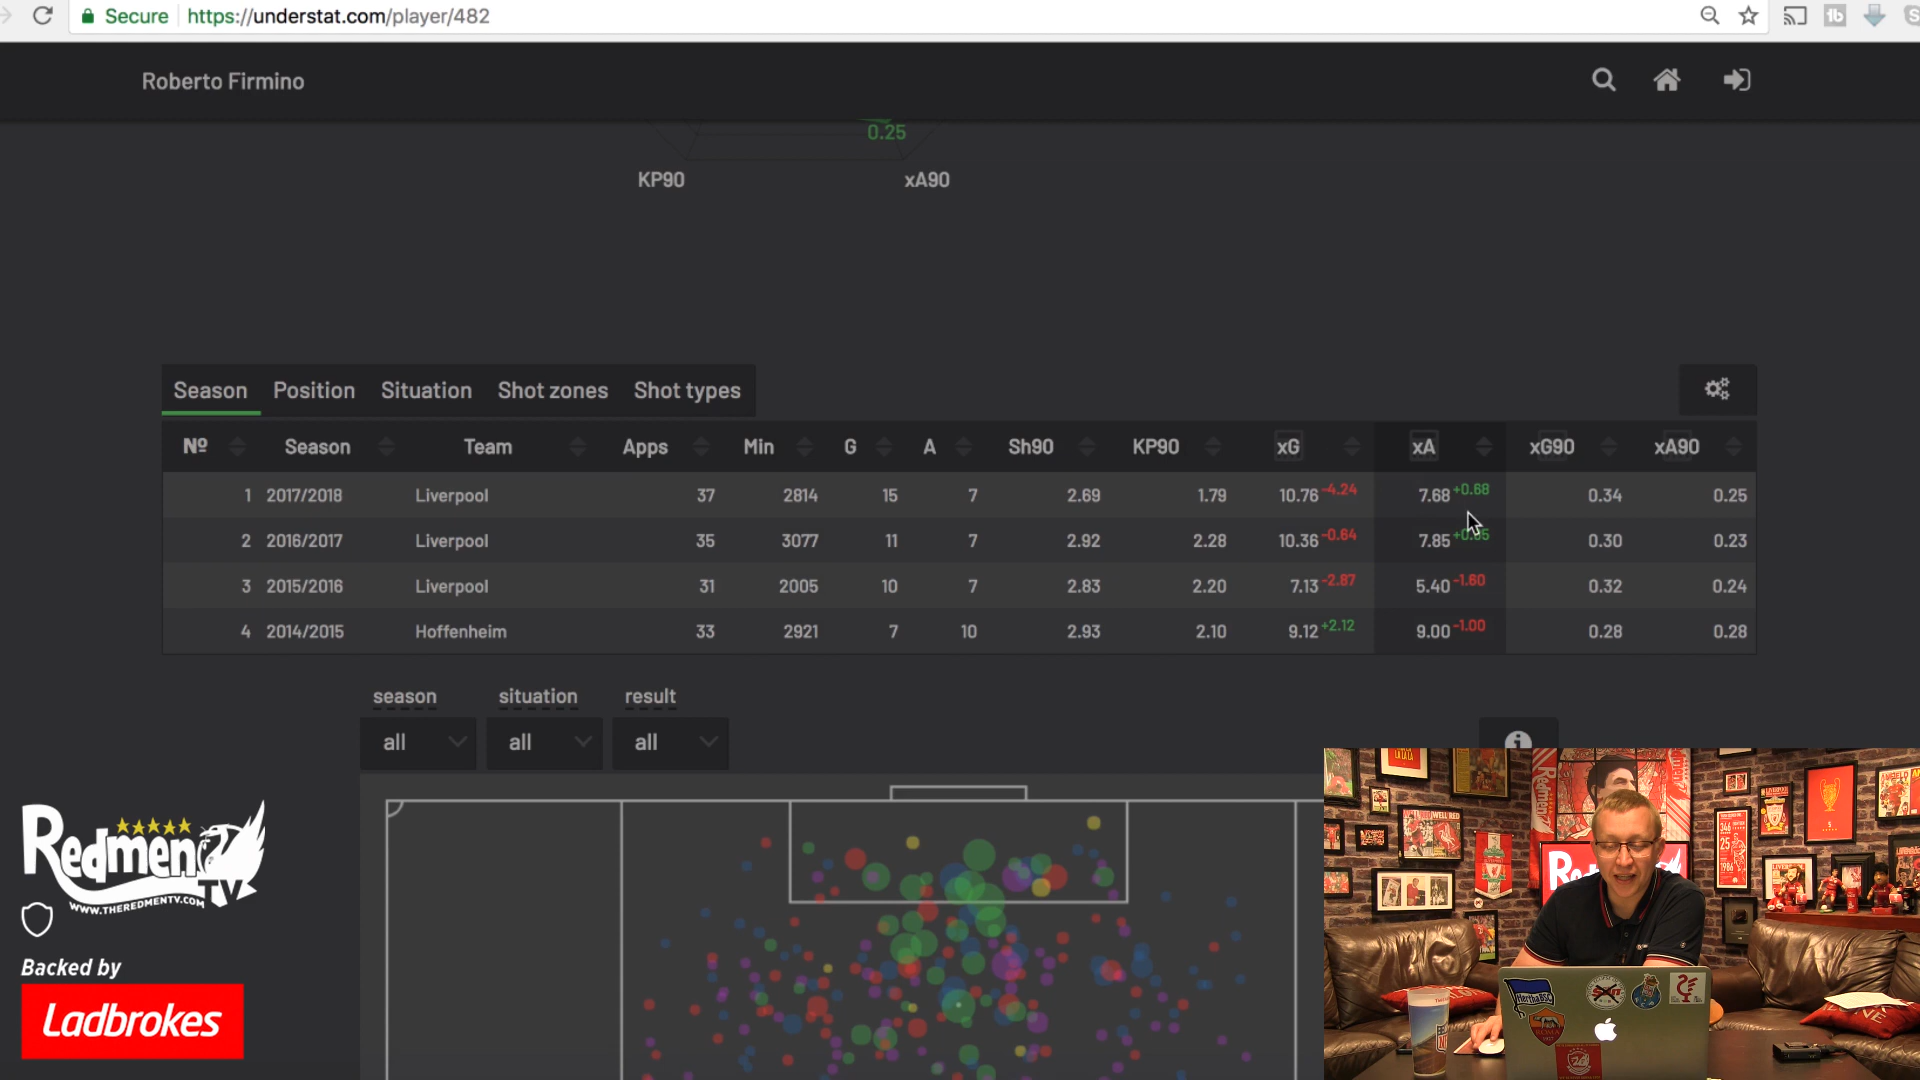 Secure https://understat.com/player/482
Roberto Firmino
0.25
KP90 xA90
Season Position Situation Shot zones Shot types
Nº Season Team Apps Min G A Sh90 KP90 xG xA xG90 xA90
1 2017/2018 Liverpool 37 2814 15 7 2.69 1.79 10.76 -4.24 7.68 +0.68 0.34 0.25
2 2016/2017 Liverpool 35 3077 11 7 2.92 2.28 10.36 -0.64 7.85 0.30 0.23
3 2015/2016 Liverpool 31 2005 10 7 2.83 2.20 7.13 -2.87 5.40 -1.60 0.32 0.24
4 2014/2015 Hoffenheim 33 2921 7 10 2.93 2.10 9.12 +2.12 9.00 -1.00 0.28 0.28
season situation result
all all all
Redmen TV
WWW.THEREDMENTV.COM
Backed by
Ladbrokes
WELL RED